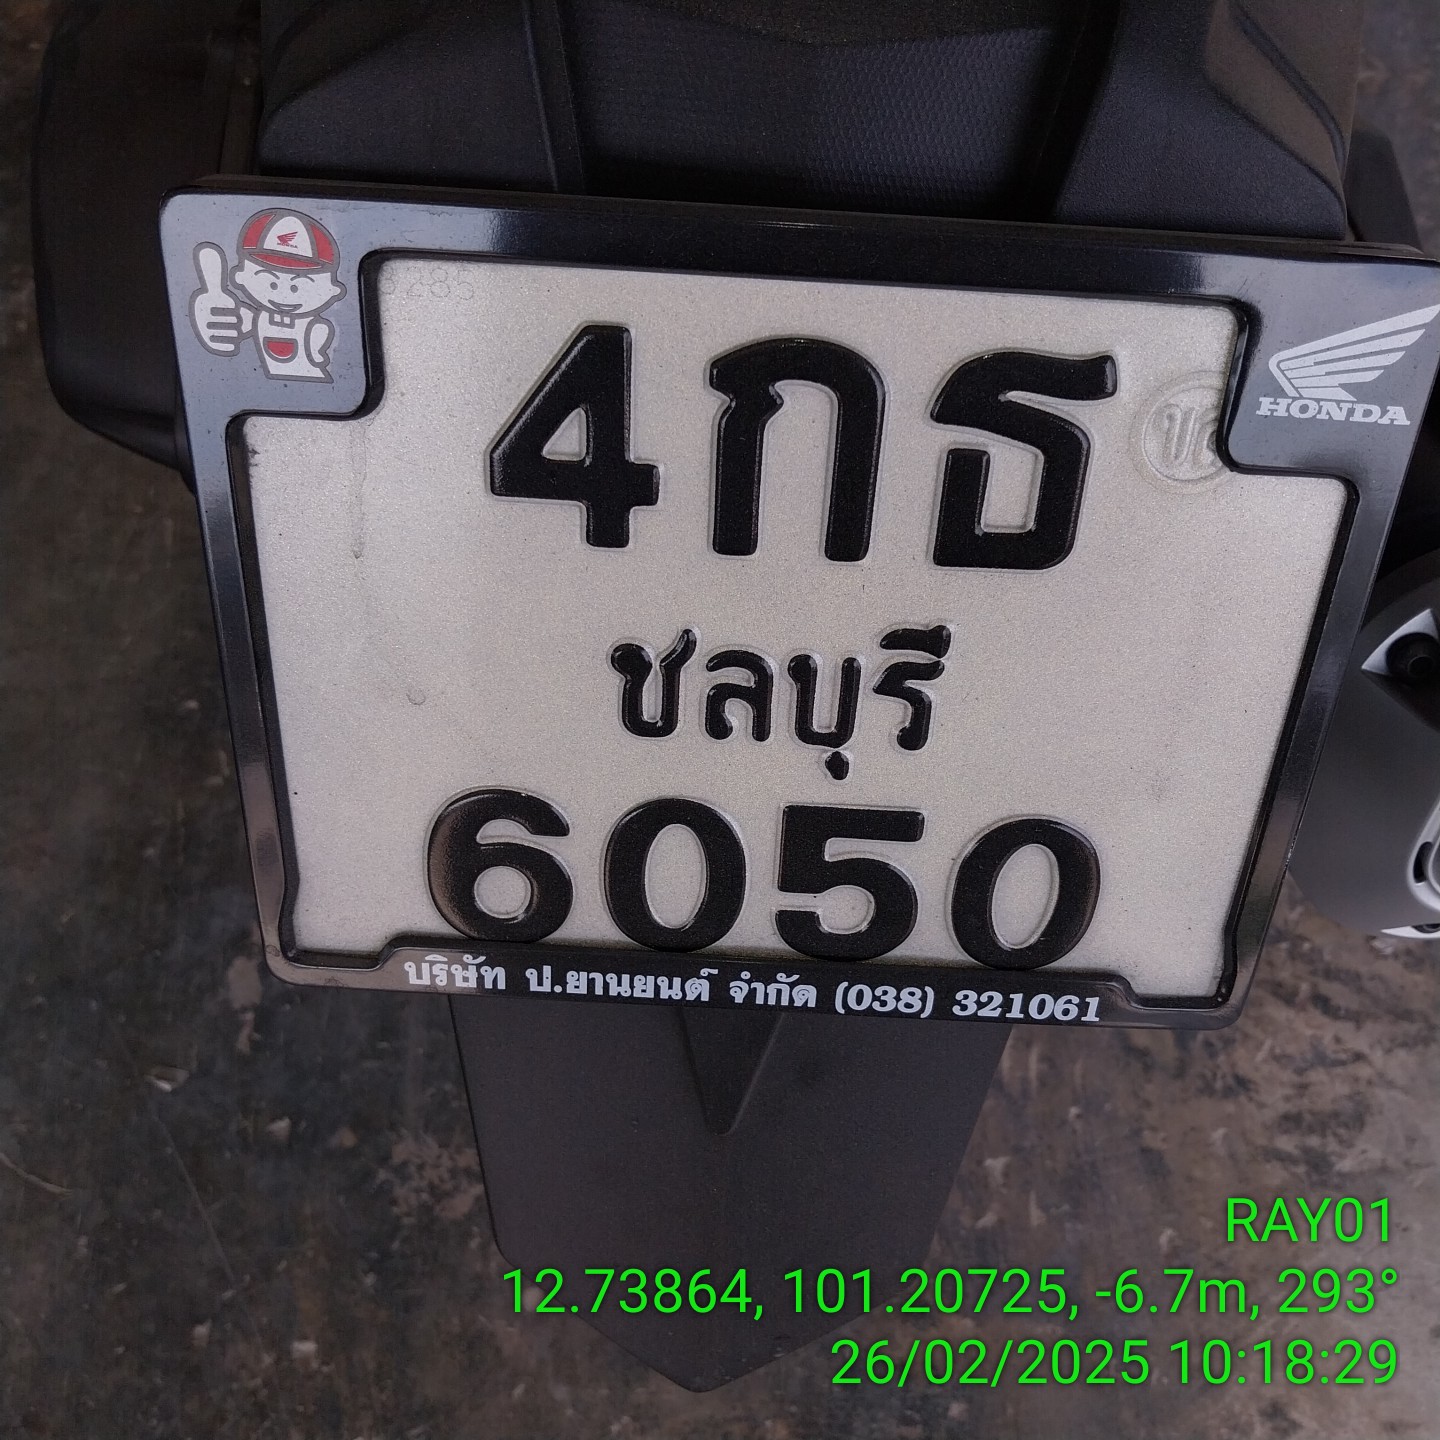 HONDA
4กธ
ชลบุรี
6050
บริษัท ป.ยานยนต์ จำกัด (038) 321061
RAY01
12.73864, 101.20725, -6.7m, 293°
26/02/2025 10:18:29